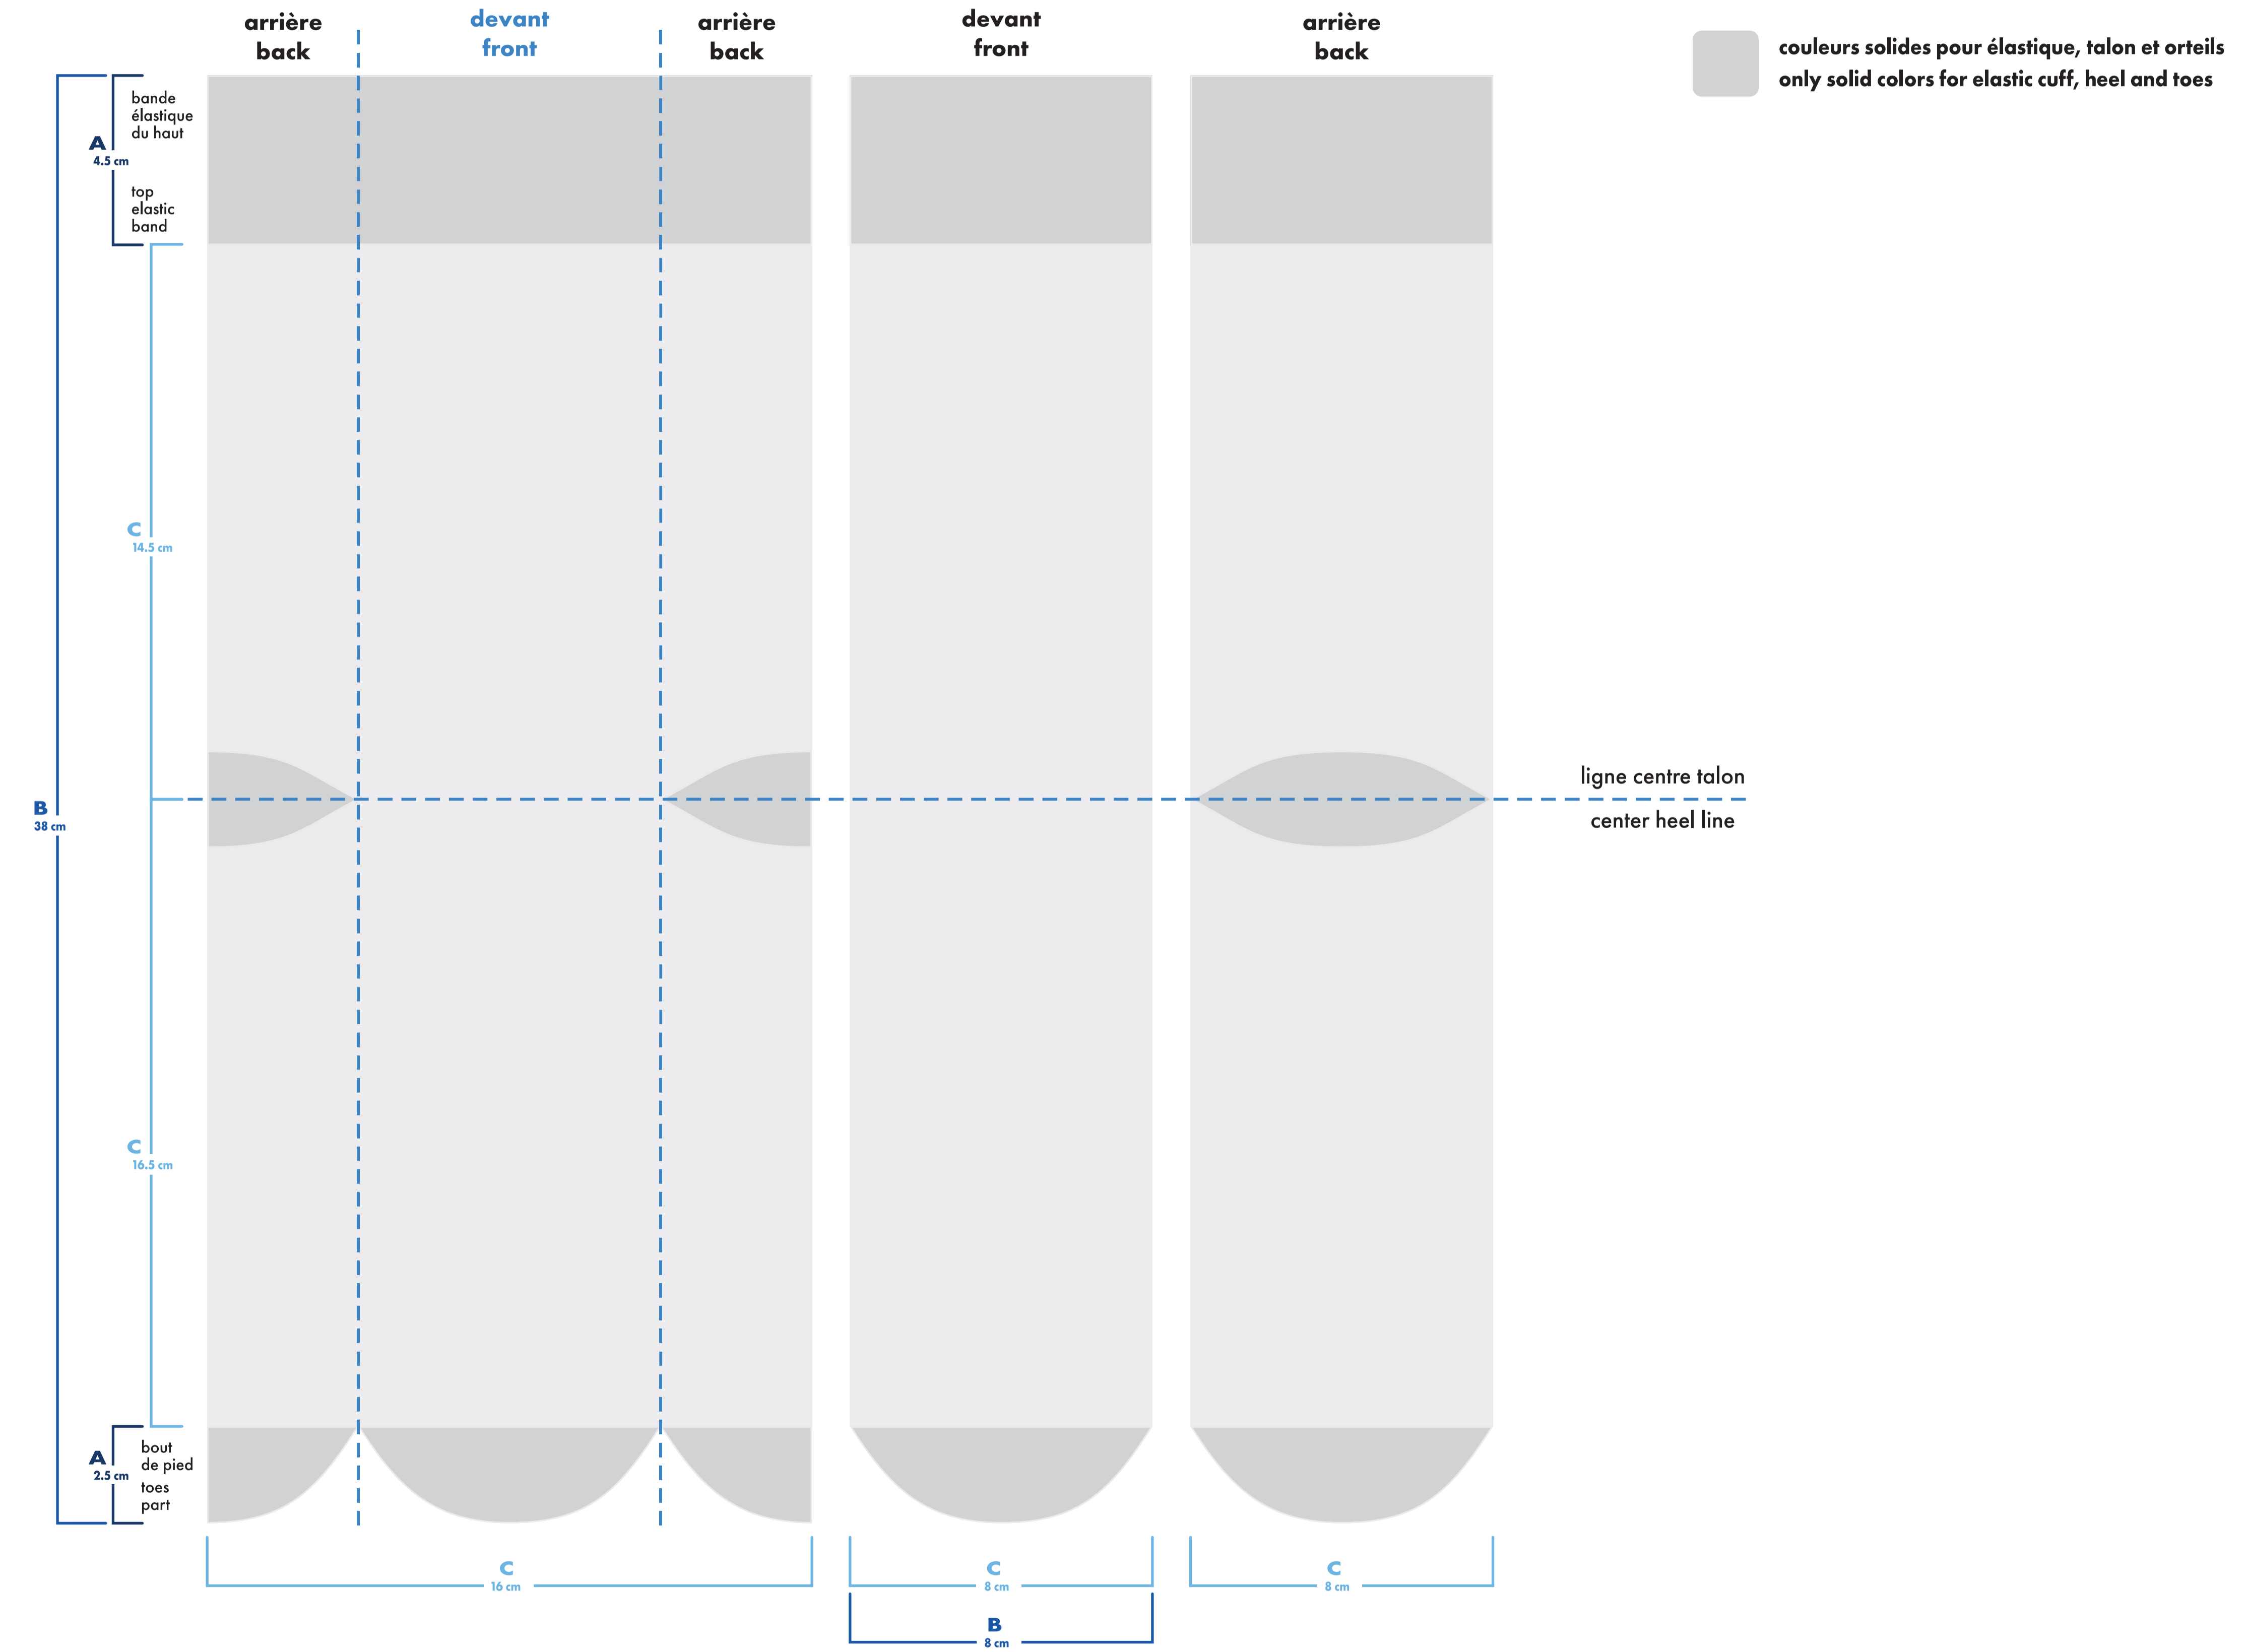 arrière
back
devant
front
arrière
back
devant
front
arrière
back
couleurs solides pour élastique, talon et orteils
only solid colors for elastic cuff, heel and toes
bande
élastique
du haut
A
4.5 cm
top
elastic
band
C
14.5 cm
ligne centre talon
B
38 cm
center heel line
C
16.5 cm
bout
de pied
A
2.5 cm
toes
part
C
16 cm
C
8 cm
C
8 cm
B
8 cm